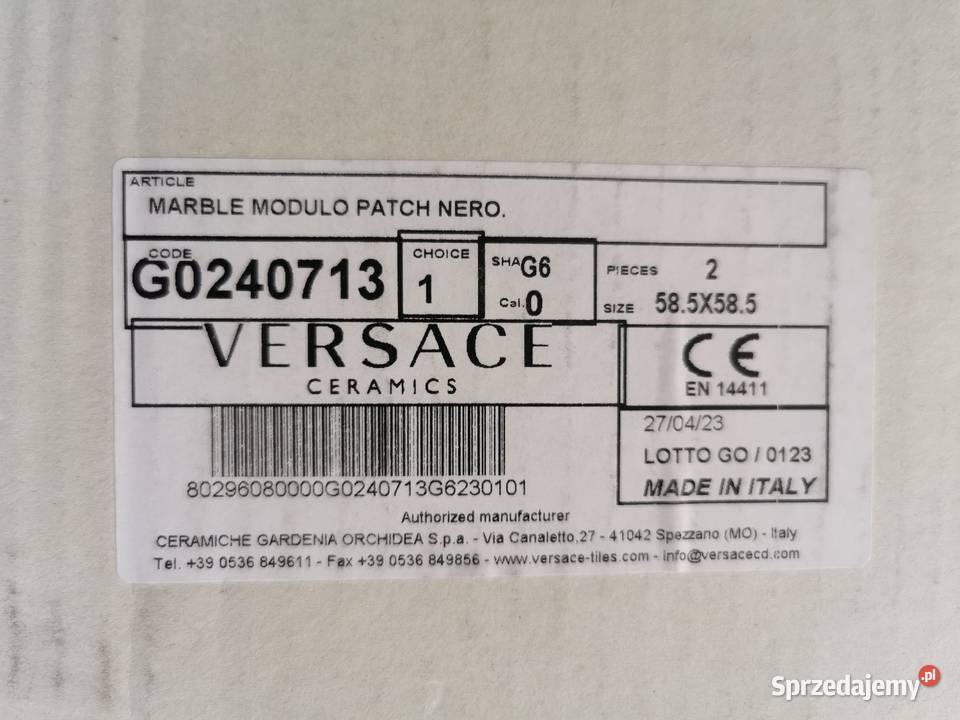 ARTICLE
MARBLE MODULO PATCH NERO.
CODE
G0240713
CHOICE
1
SHA G6
Cal. 0
PIECES 2
SIZE 58.5X58.5
VERSACE
CERAMICS
CE
EN 14411
27/04/23
LOTTO GO / 0123
MADE IN ITALY
80296080000G0240713G6230101
Authorized manufacturer
CERAMICHE GARDENIA ORCHIDEA S.p.a. - Via Canaletto,27 - 41042 Spezzano (MO) - Italy
Tel. +39 0536 849611 - Fax +39 0536 849856 - www.versace-tiles.com - info@versacecd.com
Sprzedajemy.pl